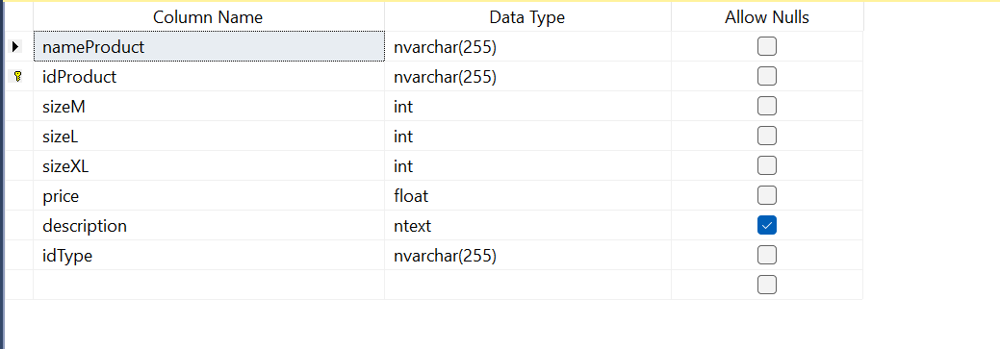 Column Name Data Type Allow Nulls
nameProduct nvarchar(255)
idProduct nvarchar(255)
sizeM int
sizeL int
sizeXL int
price float
description ntext
idType nvarchar(255)